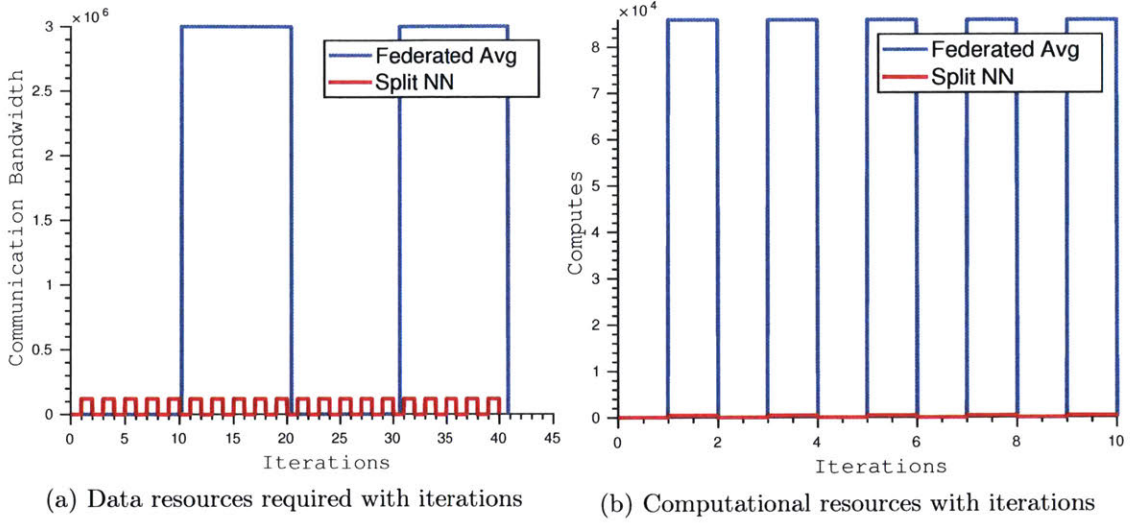 ×10⁶
3
2.5
2
1.5
1
0.5
0
Communication Bandwidth
Federated Avg
Split NN
0 5 10 15 20 25 30 35 40 45
Iterations
(a) Data resources required with iterations
×10⁴
8
7
6
5
4
3
2
1
0
Computes
Federated Avg
Split NN
0 2 4 6 8 10
Iterations
(b) Computational resources with iterations